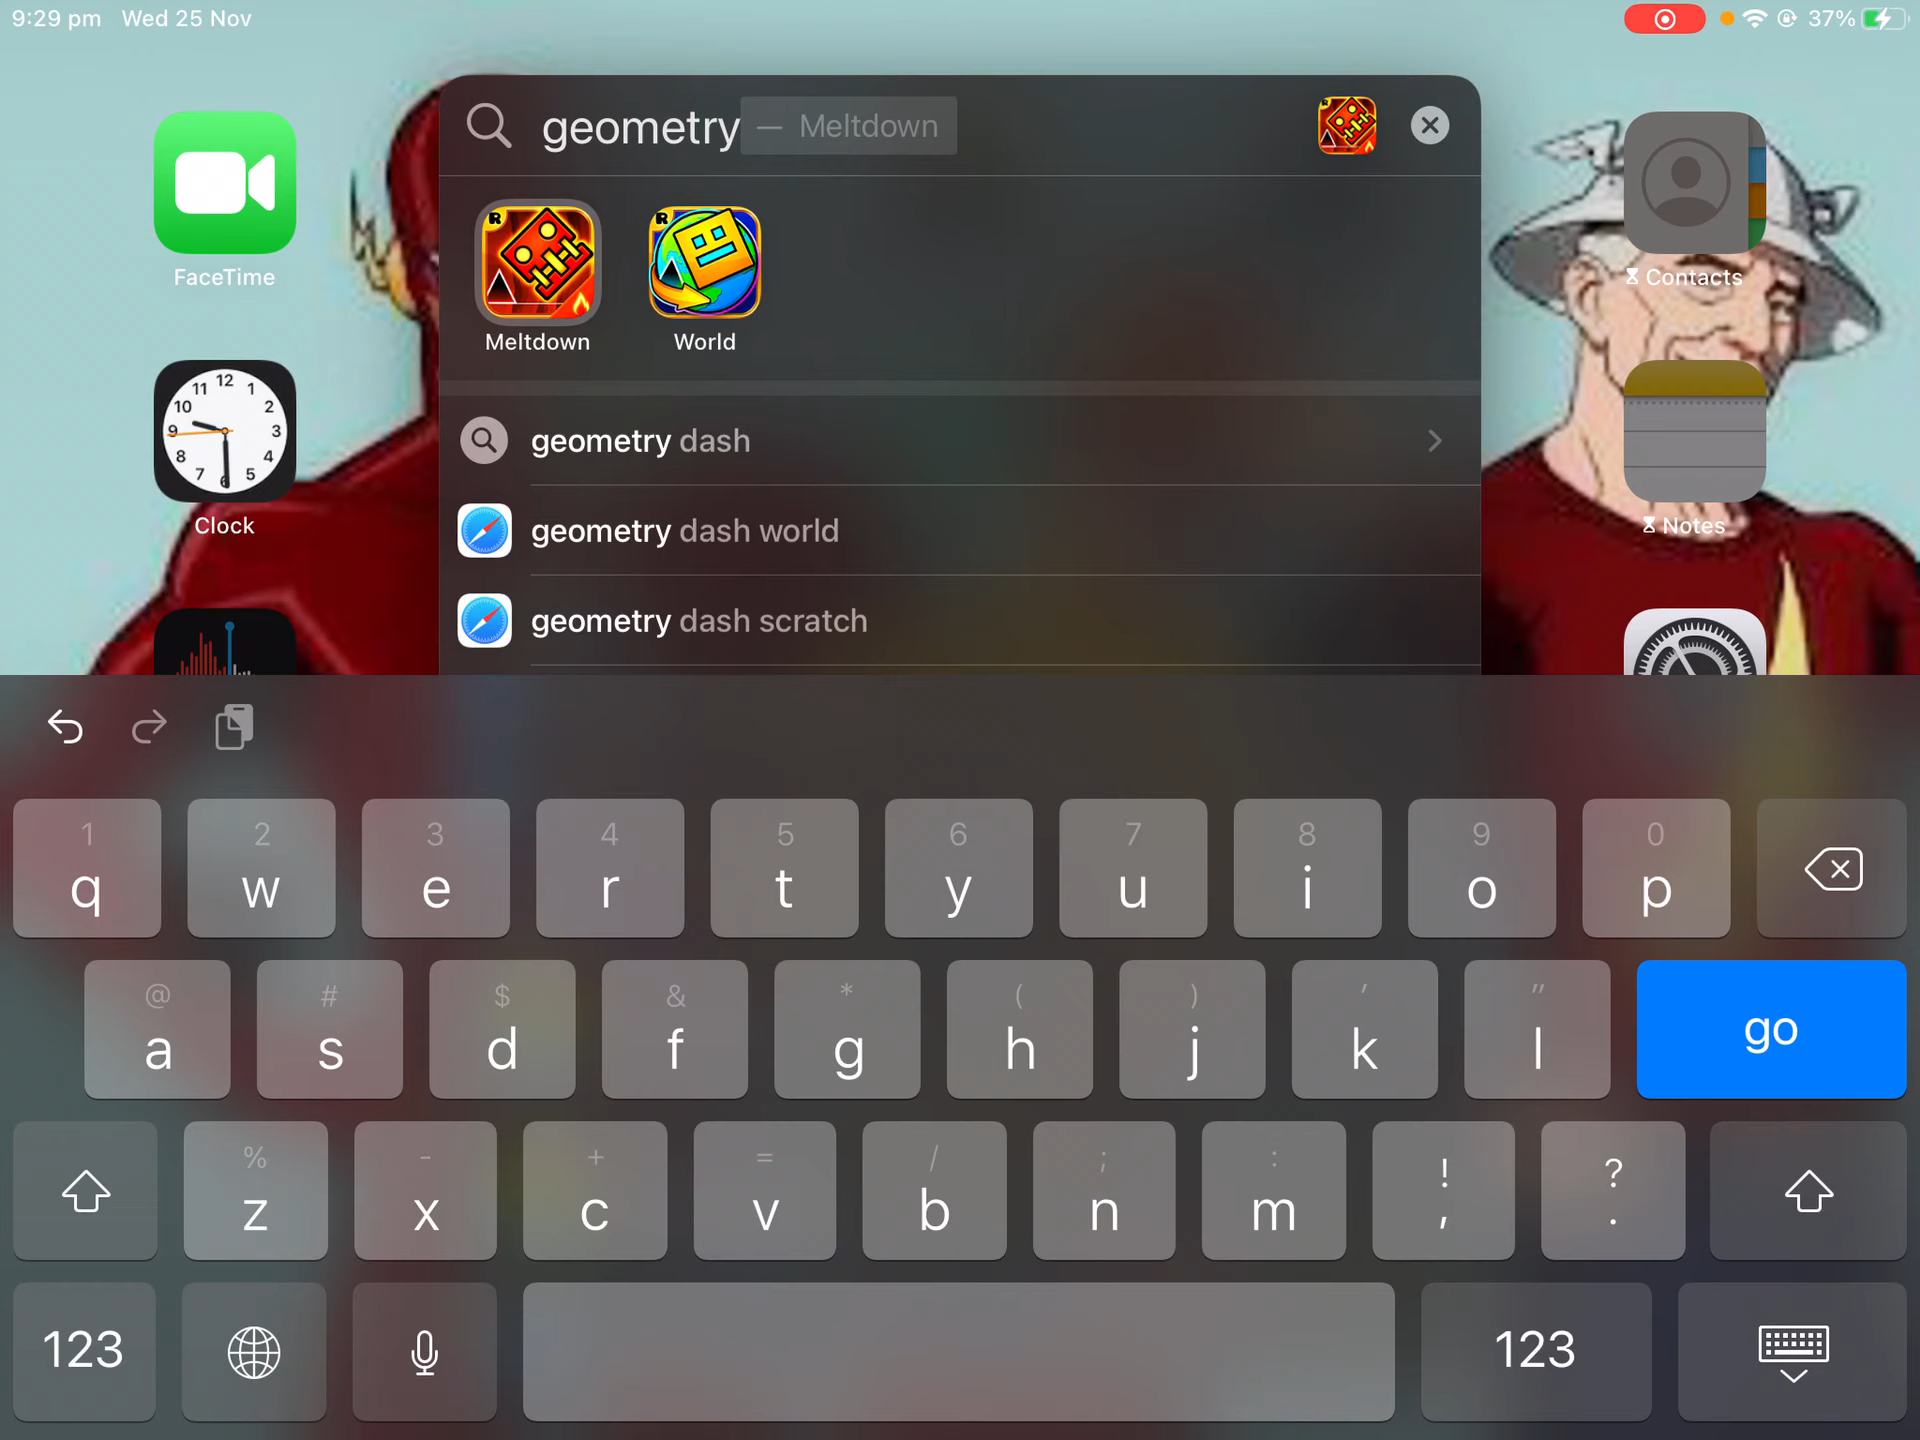 9:29 pm Wed 25 Nov
37%
geometry — Meltdown
FaceTime
Contacts
Meltdown
World
geometry dash
Clock
Notes
geometry dash world
geometry dash scratch
1 2 3 4 5 6 7 8 9 0
q w e r t y u i o p
@ # $ & * ( ) ' "
a s d f g h j k l go
% - + = / ; : ! ?
z x c v b n m , .
123 123